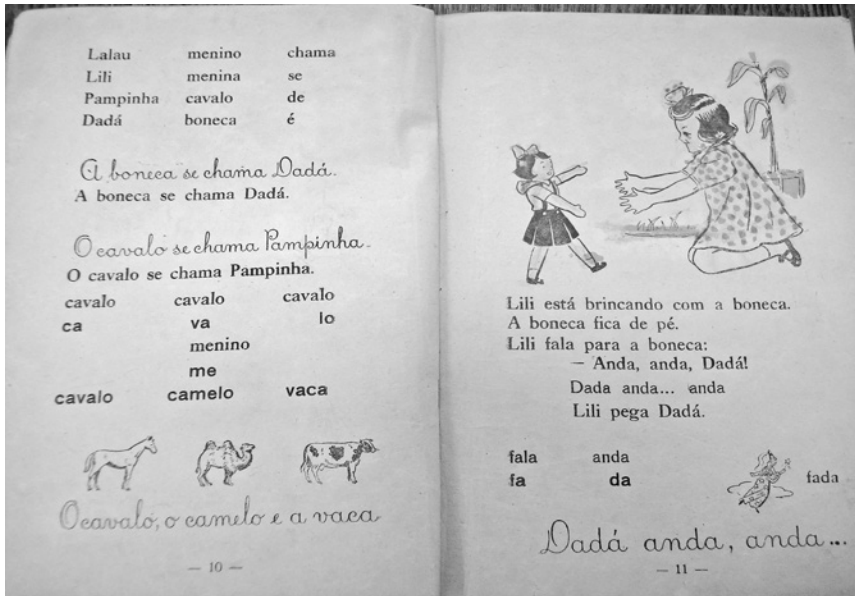 Lalau menino chama
Lili menina se
Pampinha cavalo de
Dadá boneca é
A boneca se chama Dadá.
A boneca se chama Dadá.
O cavalo se chama Pampinha.
O cavalo se chama Pampinha.
cavalo cavalo cavalo
ca va lo
menino
me
cavalo camelo vaca
O cavalo, o camelo e a vaca
— 10 —
Lili está brincando com a boneca.
A boneca fica de pé.
Lili fala para a boneca:
– Anda, anda, Dadá!
Dada anda... anda
Lili pega Dadá.
fala anda
fa da fada
Dadá anda, anda...
— 11 —